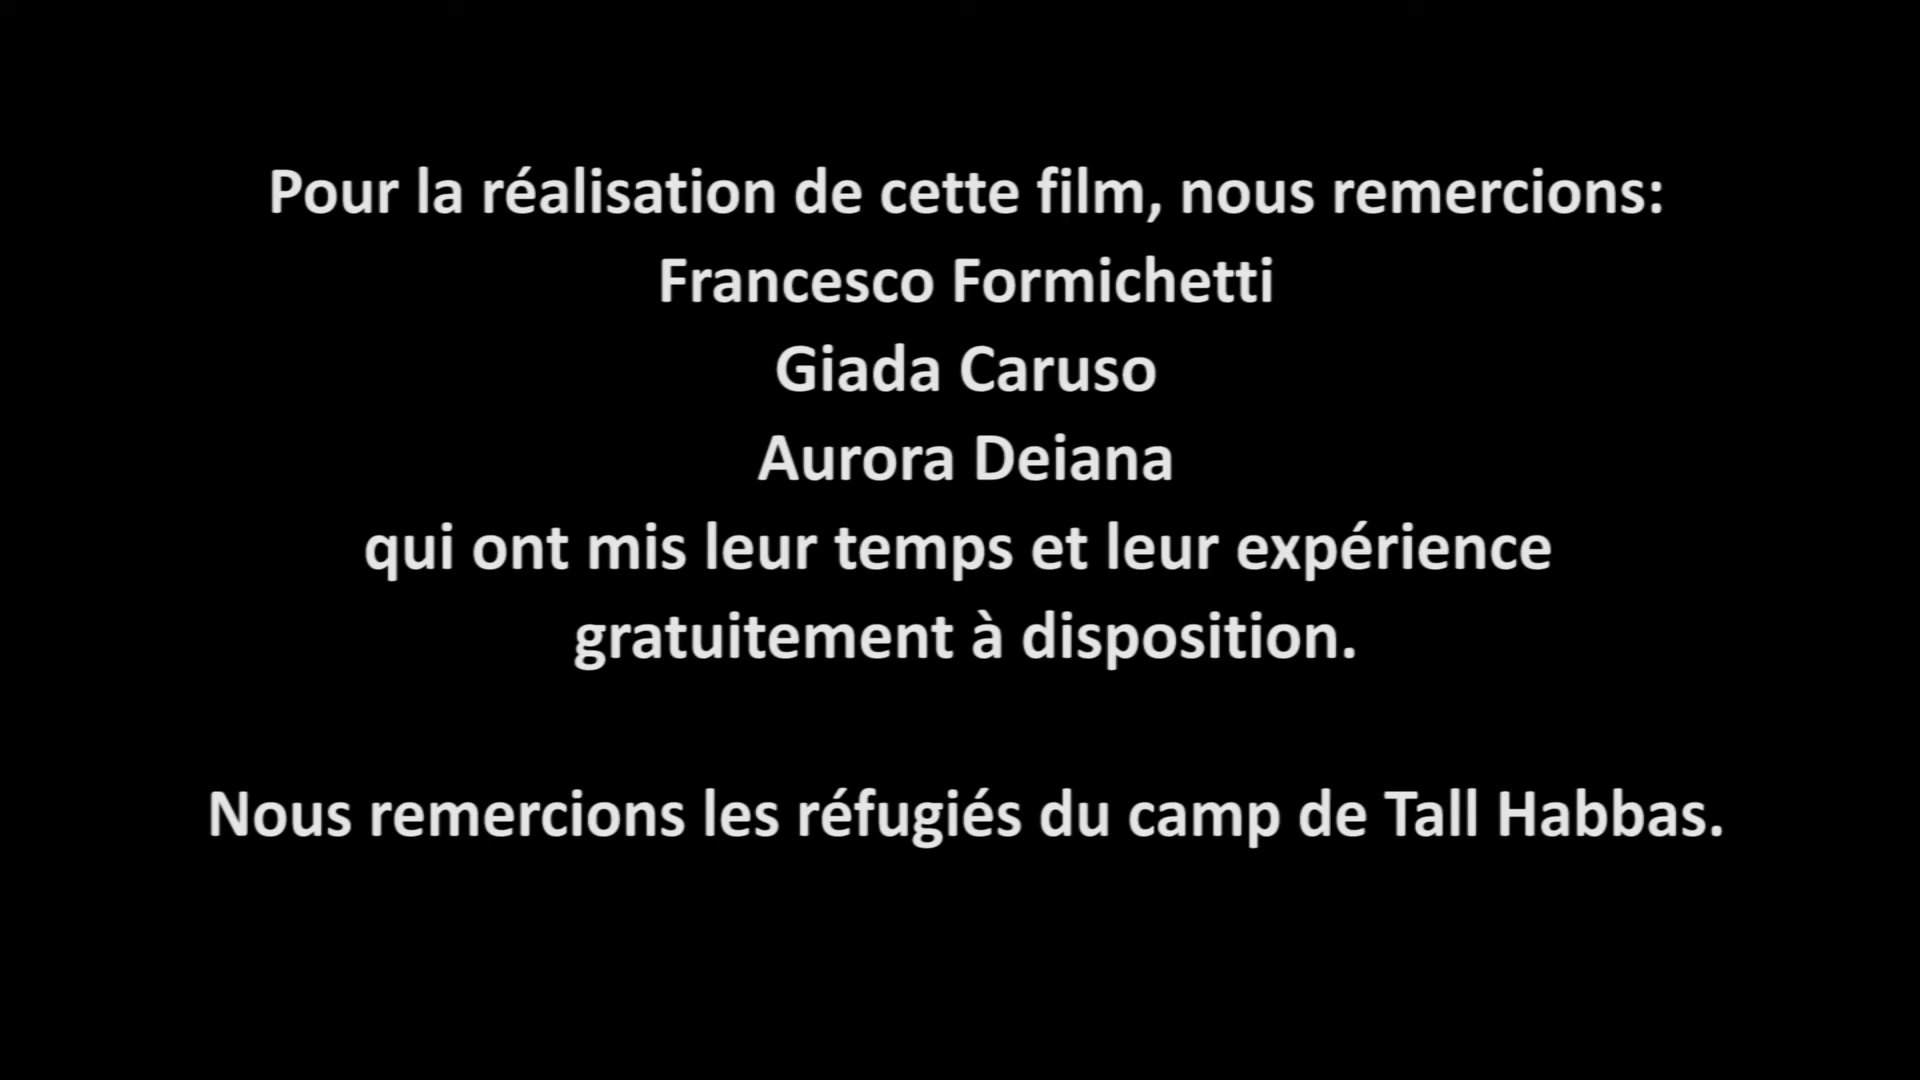 Pour la réalisation de cette film, nous remercions:
Francesco Formichetti
Giada Caruso
Aurora Deiana
qui ont mis leur temps et leur expérience
gratuitement à disposition.
Nous remercions les réfugiés du camp de Tall Habbas.